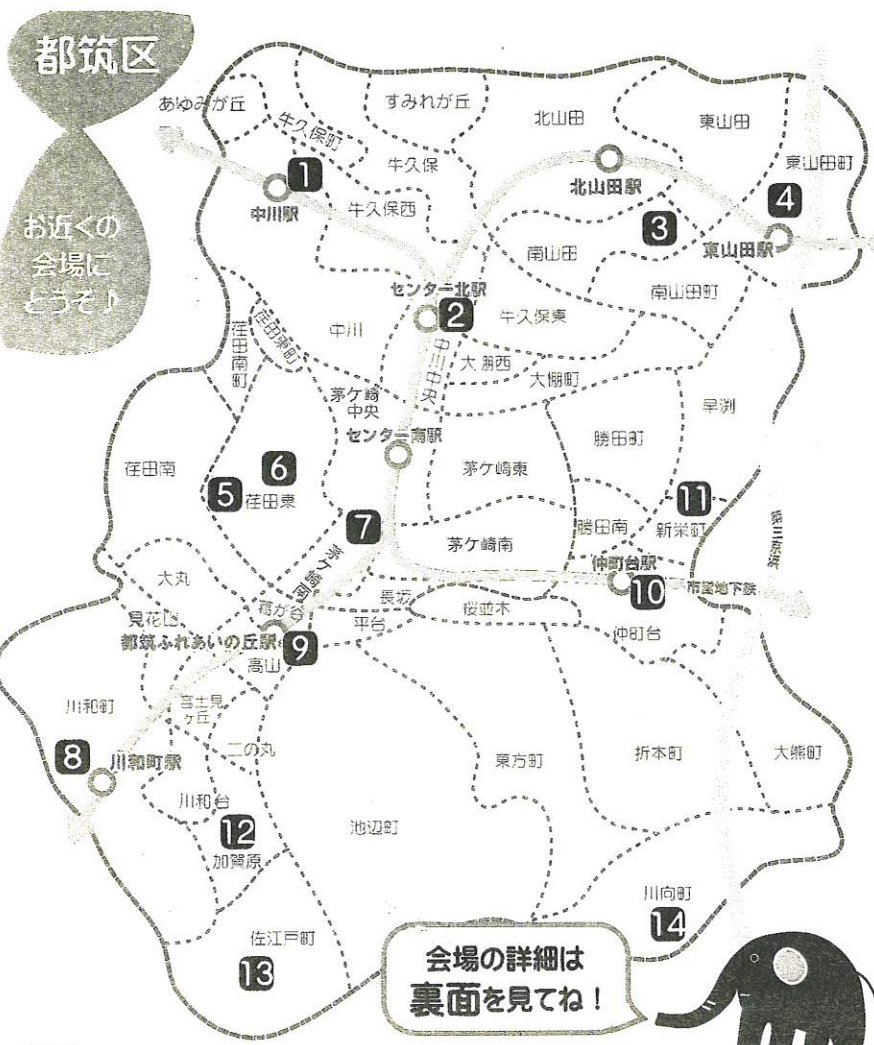 都筑区
お近くの
会場に
どうぞ♪
あゆみが丘
牛久保町
すみれが丘
北山田
東山田
東山田町
牛久保
1
中川駅
牛久保西
北山田駅
4
3
東山田駅
南山田
南山田町
センター北駅
2
牛久保東
中川
中川中央
荏田東町
荏田南町
大棚西
大棚町
茅ケ崎
中央
早渕
センター南駅
勝田町
荏田南
6
5
荏田東
茅ケ崎東
11
新栄町
7
茅ケ崎南
勝田南
第三京浜
大丸
茅ケ崎南
仲町台駅
10
市営地下鉄
見花山
葛が谷
長坂
桜並木
平台
仲町台
都筑ふれあいの丘駅
9
高山
川和町
富士見
ケ丘
8
川和町駅
二の丸
東方町
折本町
大熊町
川和台
12
加賀原
池辺町
川向町
14
佐江戸町
13
会場の詳細は
裏面を見てね!